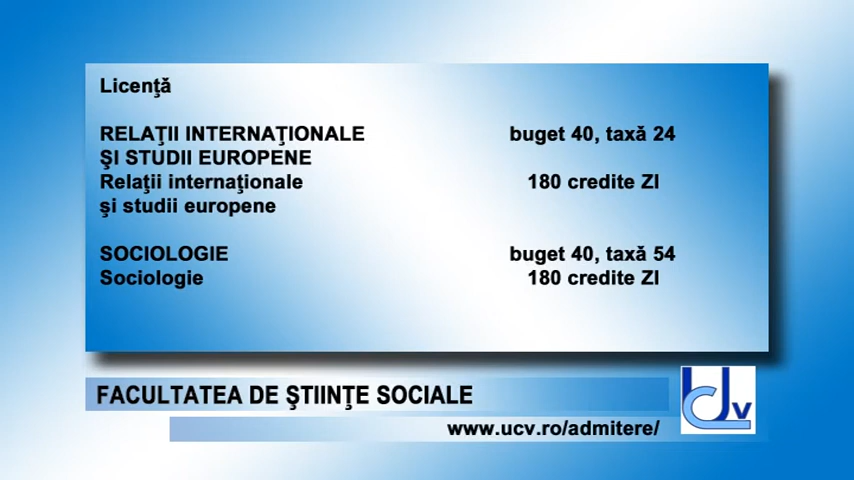 Licenţă
RELAŢII INTERNAŢIONALE buget 40, taxă 24
ŞI STUDII EUROPENE
Relaţii internaţionale 180 credite ZI
şi studii europene
SOCIOLOGIE buget 40, taxă 54
Sociologie 180 credite ZI
FACULTATEA DE ŞTIINŢE SOCIALE
UCV
www.ucv.ro/admitere/